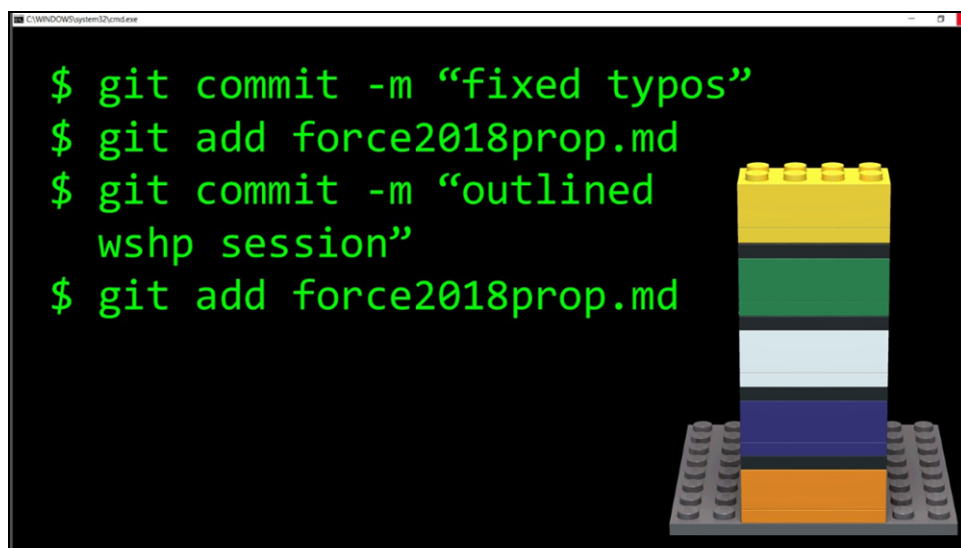 C:\WINDOWS\system32\cmd.exe
$ git commit -m “fixed typos”
$ git add force2018prop.md
$ git commit -m “outlined
wshp session”
$ git add force2018prop.md